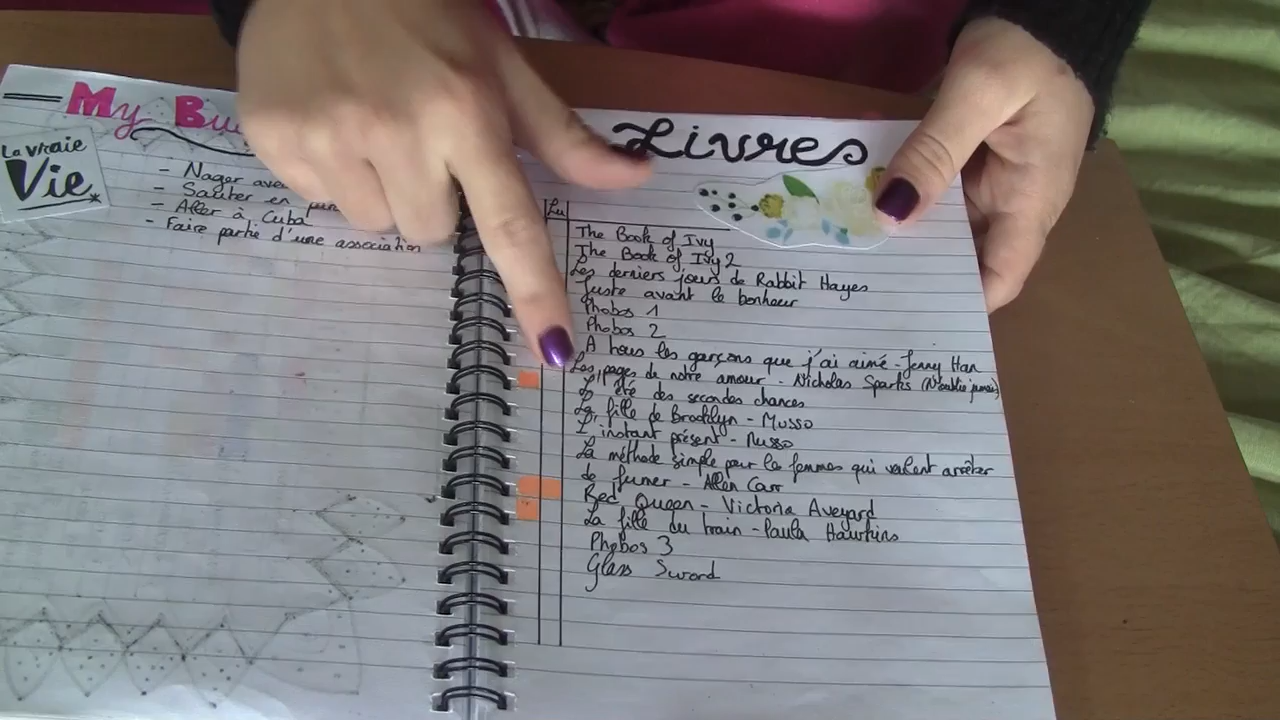 My Bu
La vraie
Vie
- Nager avec
- Sauter en
- Aller à Cuba
- Faire partie d'une association
Livres
Lu
The Book of Ivy
The Book of Ivy 2
Les derniers jours de Rabbit Hayes
Juste avant le bonheur
Phobos 1
Phobos 2
A tous les garçons que j'ai aimé - Jenny Han
Les pages de notre amour - Nicholas Sparks (N'oublie jamais)
L'été des secondes chances
La fille de Brooklyn - Musso
L'instant présent - Musso
La méthode simple pour les femmes qui veulent arrêter
de fumer - Allen Carr
Red Queen - Victoria Aveyard
La fille du train - Paula Hawkins
Phobos 3
Glass Sword